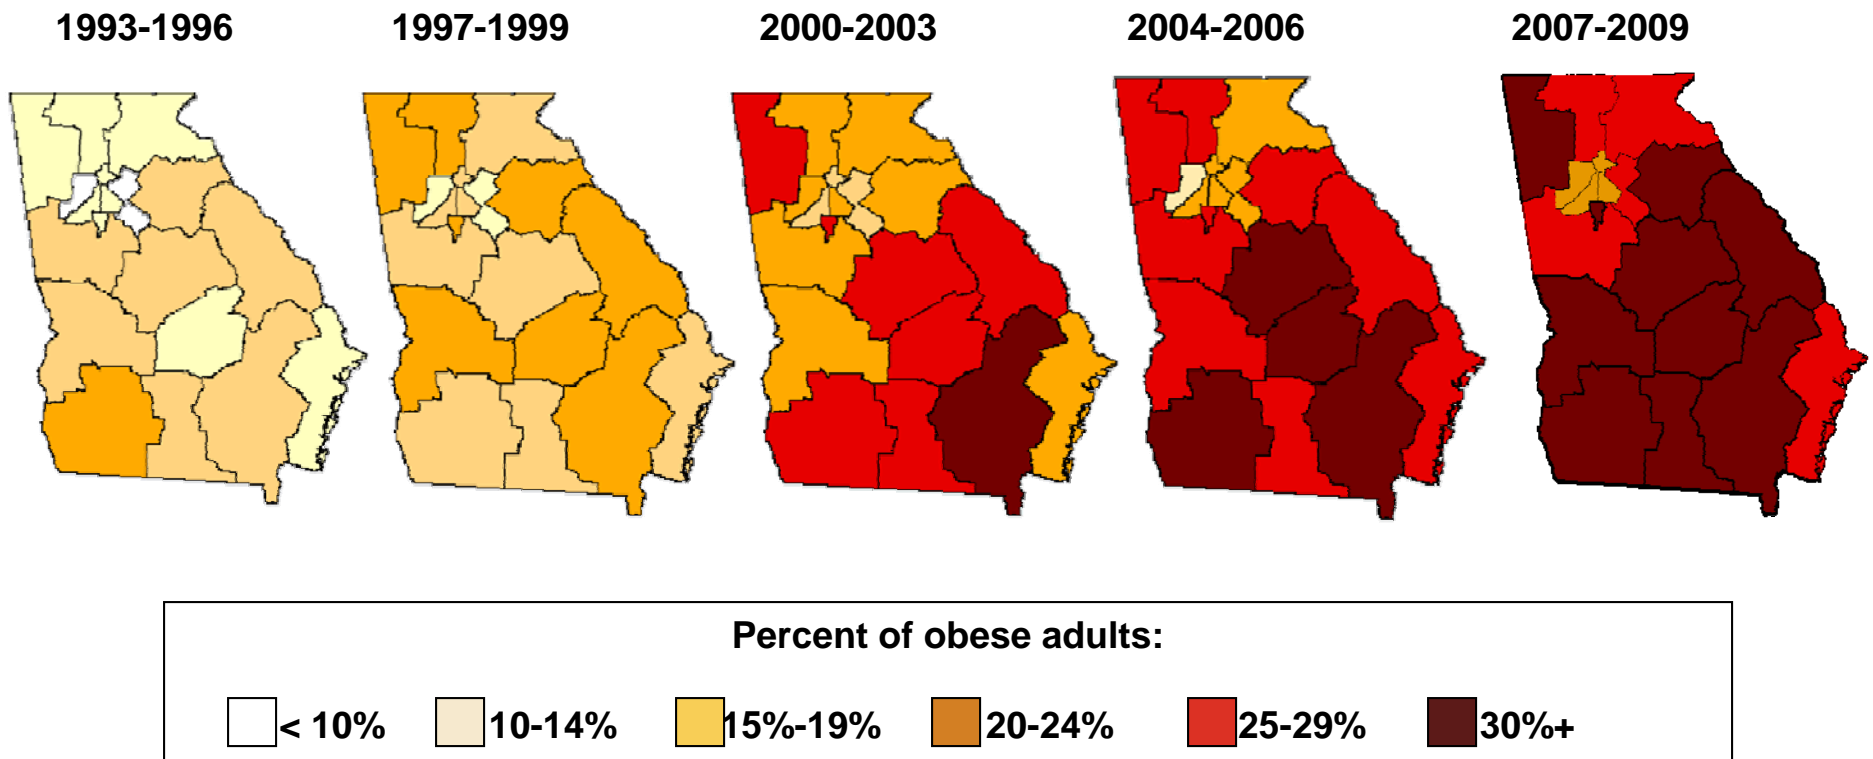 1993-1996 1997-1999 2000-2003 2004-2006 2007-2009
Percent of obese adults:
< 10% 10-14% 15%-19% 20-24% 25-29% 30%+